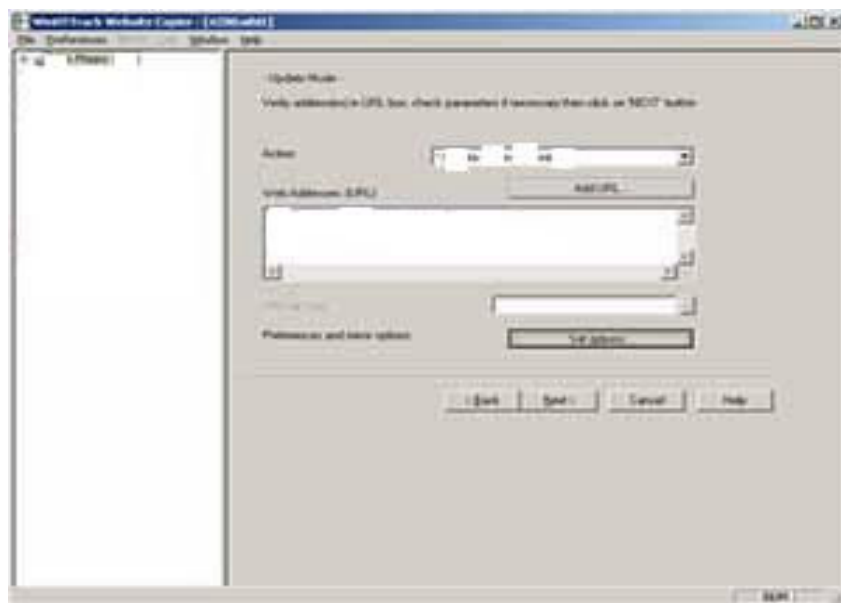 WinHTTrack Website Copier - [
File Preferences Window Help
- Update Mode -
Verify address(es) in URL box, check parameters if necessary then click on 'NEXT' button
Action:
Add URL...
Web Addresses: (URL)
Preferences and mirror options:
Set options...
< Back Next > Cancel Help
NUM